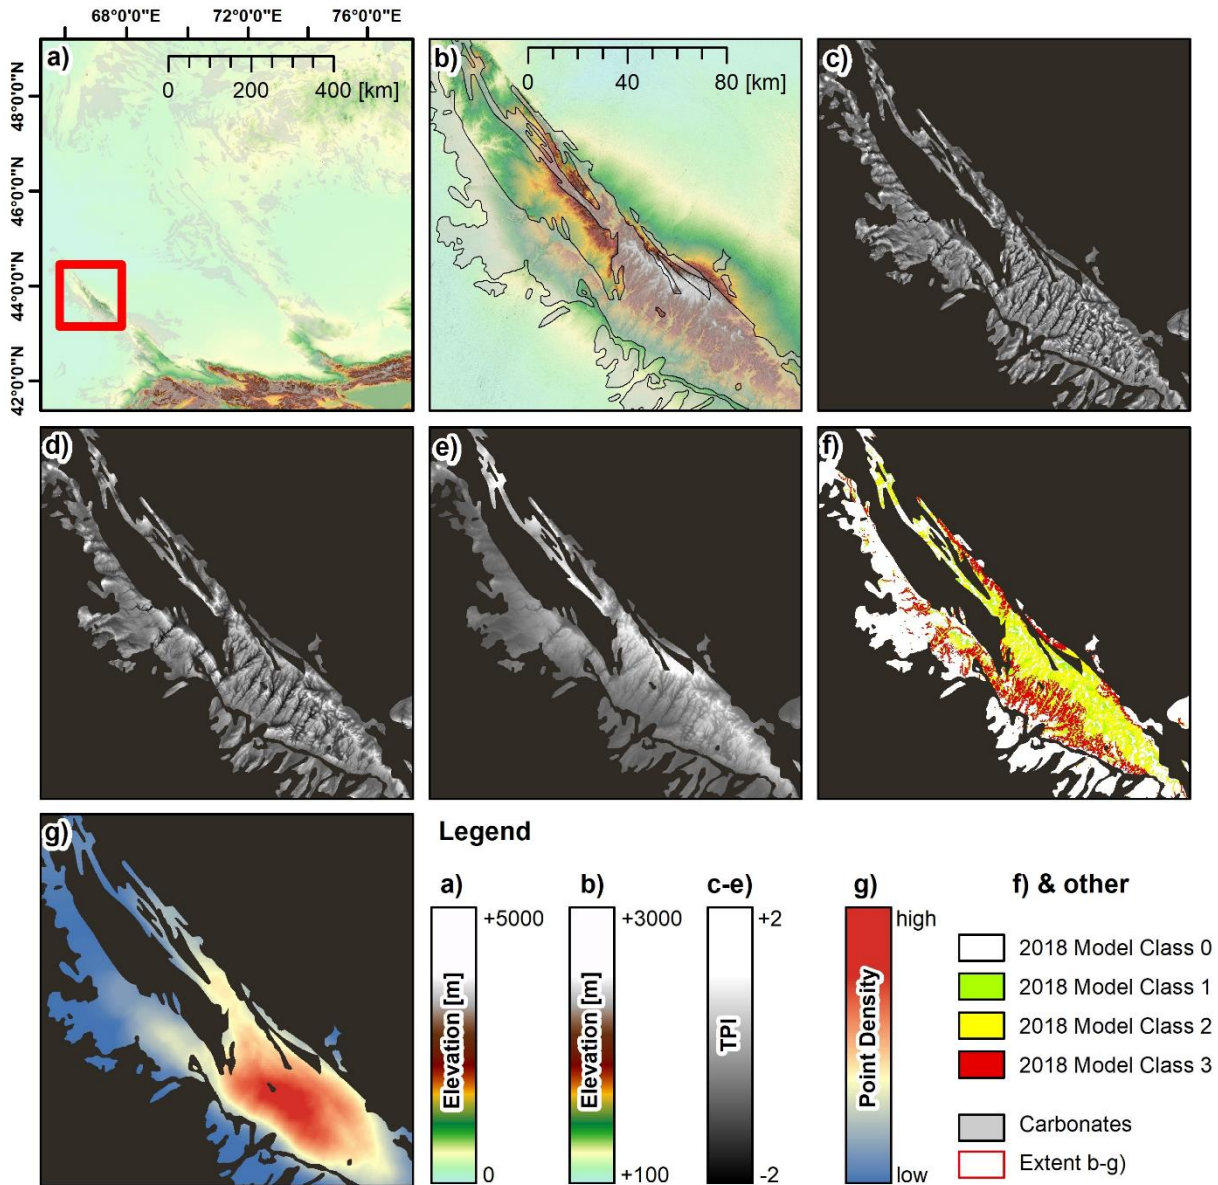 68°0'0"E 72°0'0"E 76°0'0"E
48°0'0"N
46°0'0"N
44°0'0"N
42°0'0"N
a)
0 200 400 [km]
b)
0 40 80 [km]
c)
d)
e)
f)
g)
Legend
a) b) c-e) g) f) & other
+5000
Elevation [m]
0
+3000
Elevation [m]
+100
+2
TPI
-2
high
Point Density
low
2018 Model Class 0
2018 Model Class 1
2018 Model Class 2
2018 Model Class 3
Carbonates
Extent b-g)